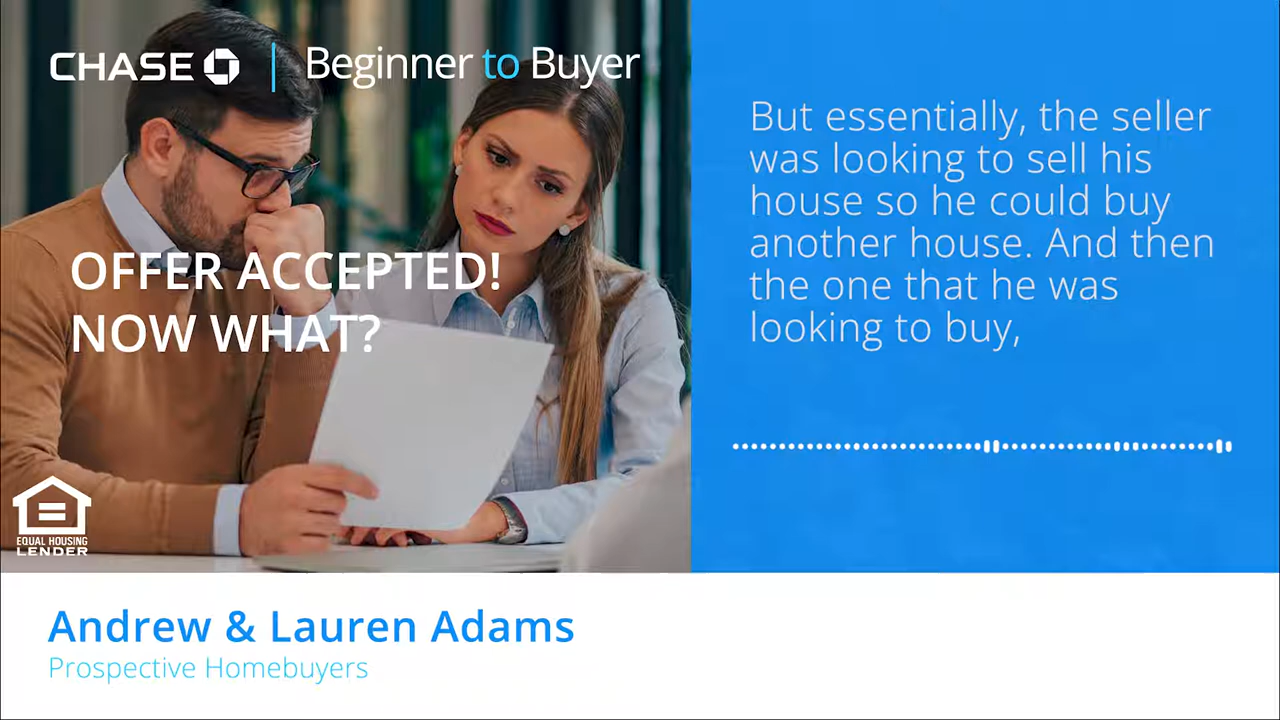 CHASE | Beginner to Buyer
OFFER ACCEPTED!
NOW WHAT?
EQUAL HOUSING
LENDER
But essentially, the seller
was looking to sell his
house so he could buy
another house. And then
the one that he was
looking to buy,
Andrew & Lauren Adams
Prospective Homebuyers